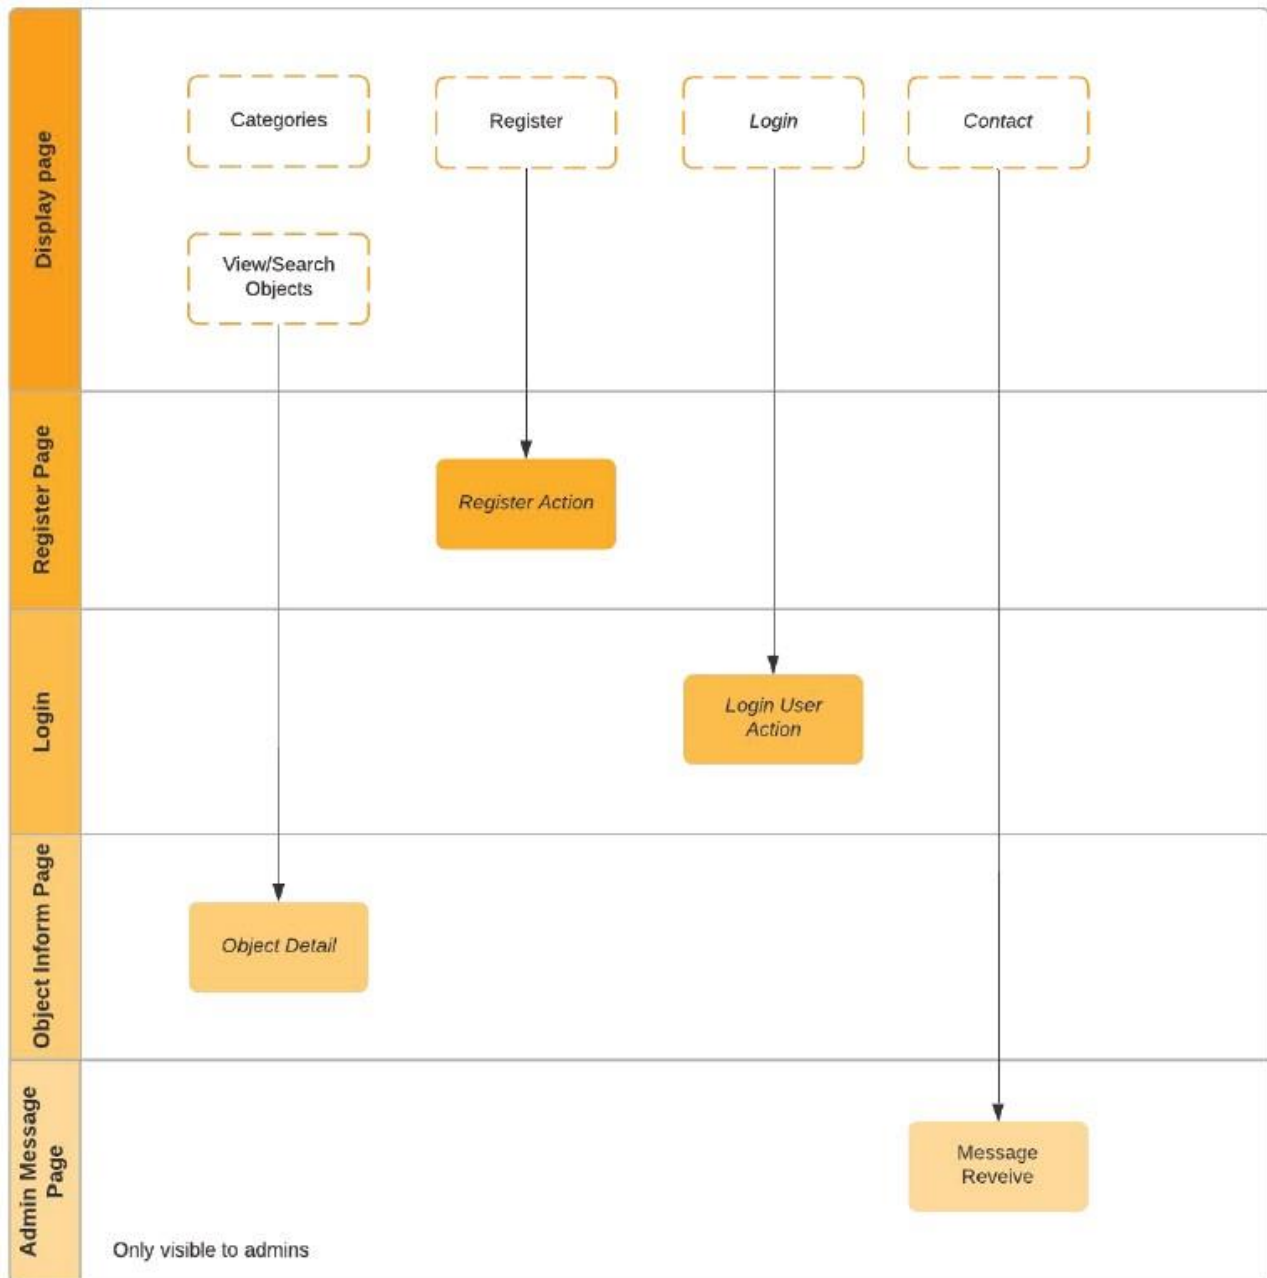 Display page
Categories
Register
Login
Contact
View/Search
Objects
Register Page
Register Action
Login
Login User
Action
Object Inform Page
Object Detail
Admin Message
Page
Message
Reveive
Only visible to admins